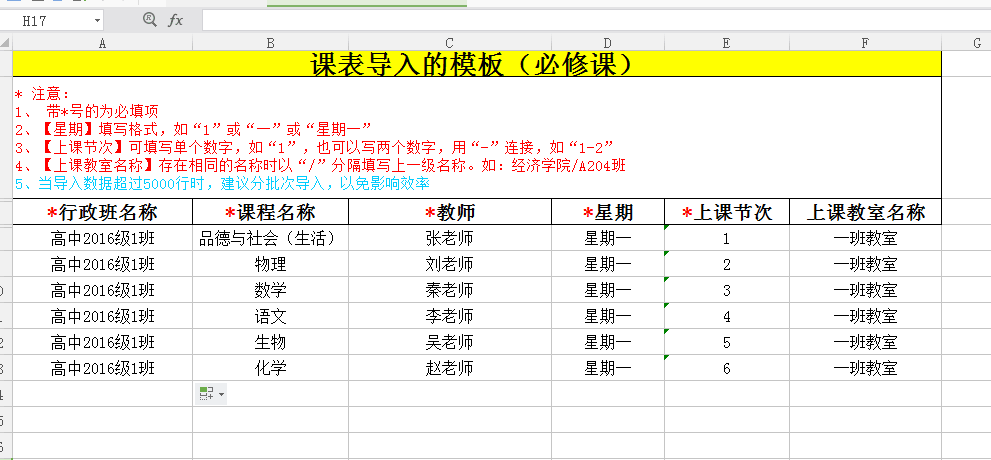 H17 fx
A B C D E F G
课表导入的模板（必修课）
* 注意：
1、 带*号的为必填项
2、【星期】填写格式，如“1”或“一”或“星期一”
3、【上课节次】可填写单个数字，如“1”，也可以写两个数字，用“-”连接，如“1-2”
4、【上课教室名称】存在相同的名称时以“/”分隔填写上一级名称。如：经济学院/A204班
5、当导入数据超过5000行时，建议分批次导入，以免影响效率
*行政班名称 *课程名称 *教师 *星期 *上课节次 上课教室名称
高中2016级1班 品德与社会（生活） 张老师 星期一 1 一班教室
高中2016级1班 物理 刘老师 星期一 2 一班教室
高中2016级1班 数学 秦老师 星期一 3 一班教室
高中2016级1班 语文 李老师 星期一 4 一班教室
高中2016级1班 生物 吴老师 星期一 5 一班教室
高中2016级1班 化学 赵老师 星期一 6 一班教室